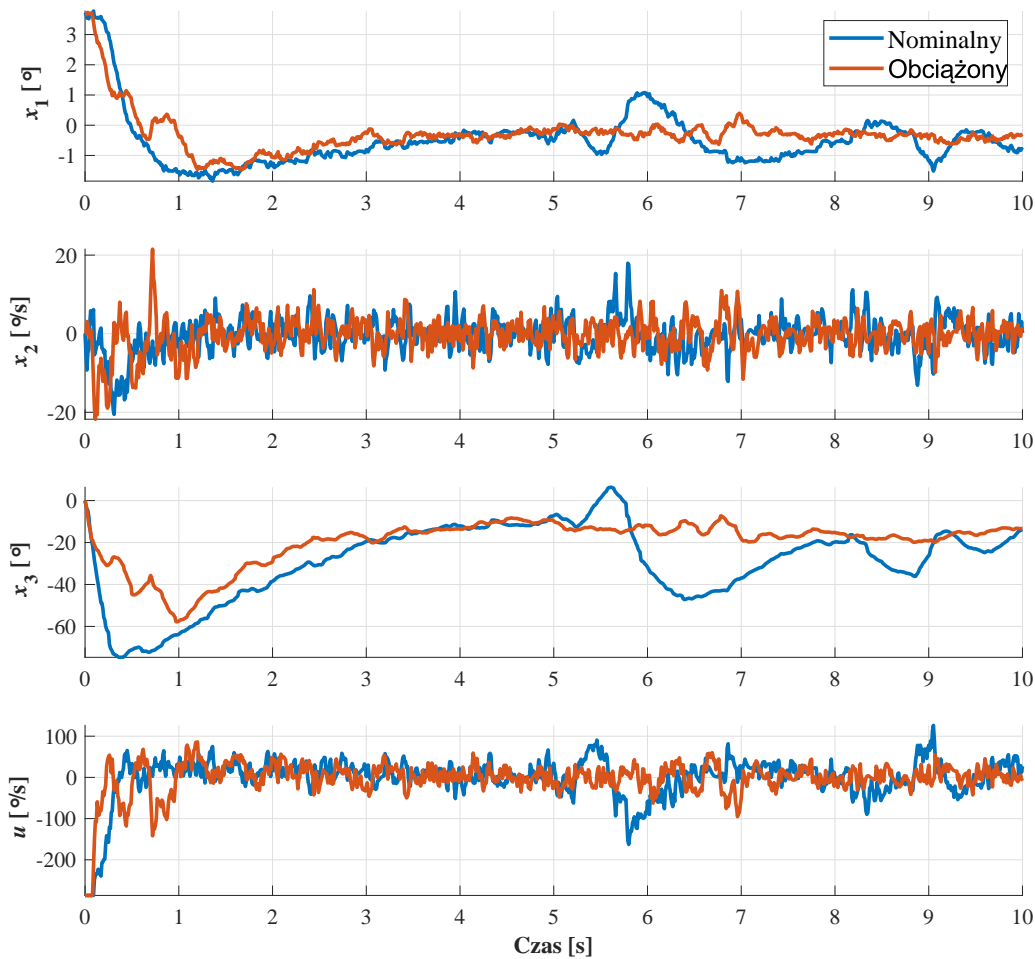 Nominalny
Obciążony
x1 [°]
3
2
1
0
-1
0 1 2 3 4 5 6 7 8 9 10
x2 [°/s]
20
0
-20
0 1 2 3 4 5 6 7 8 9 10
x3 [°]
0
-20
-40
-60
0 1 2 3 4 5 6 7 8 9 10
u [°/s]
100
0
-100
-200
0 1 2 3 4 5 6 7 8 9 10
Czas [s]